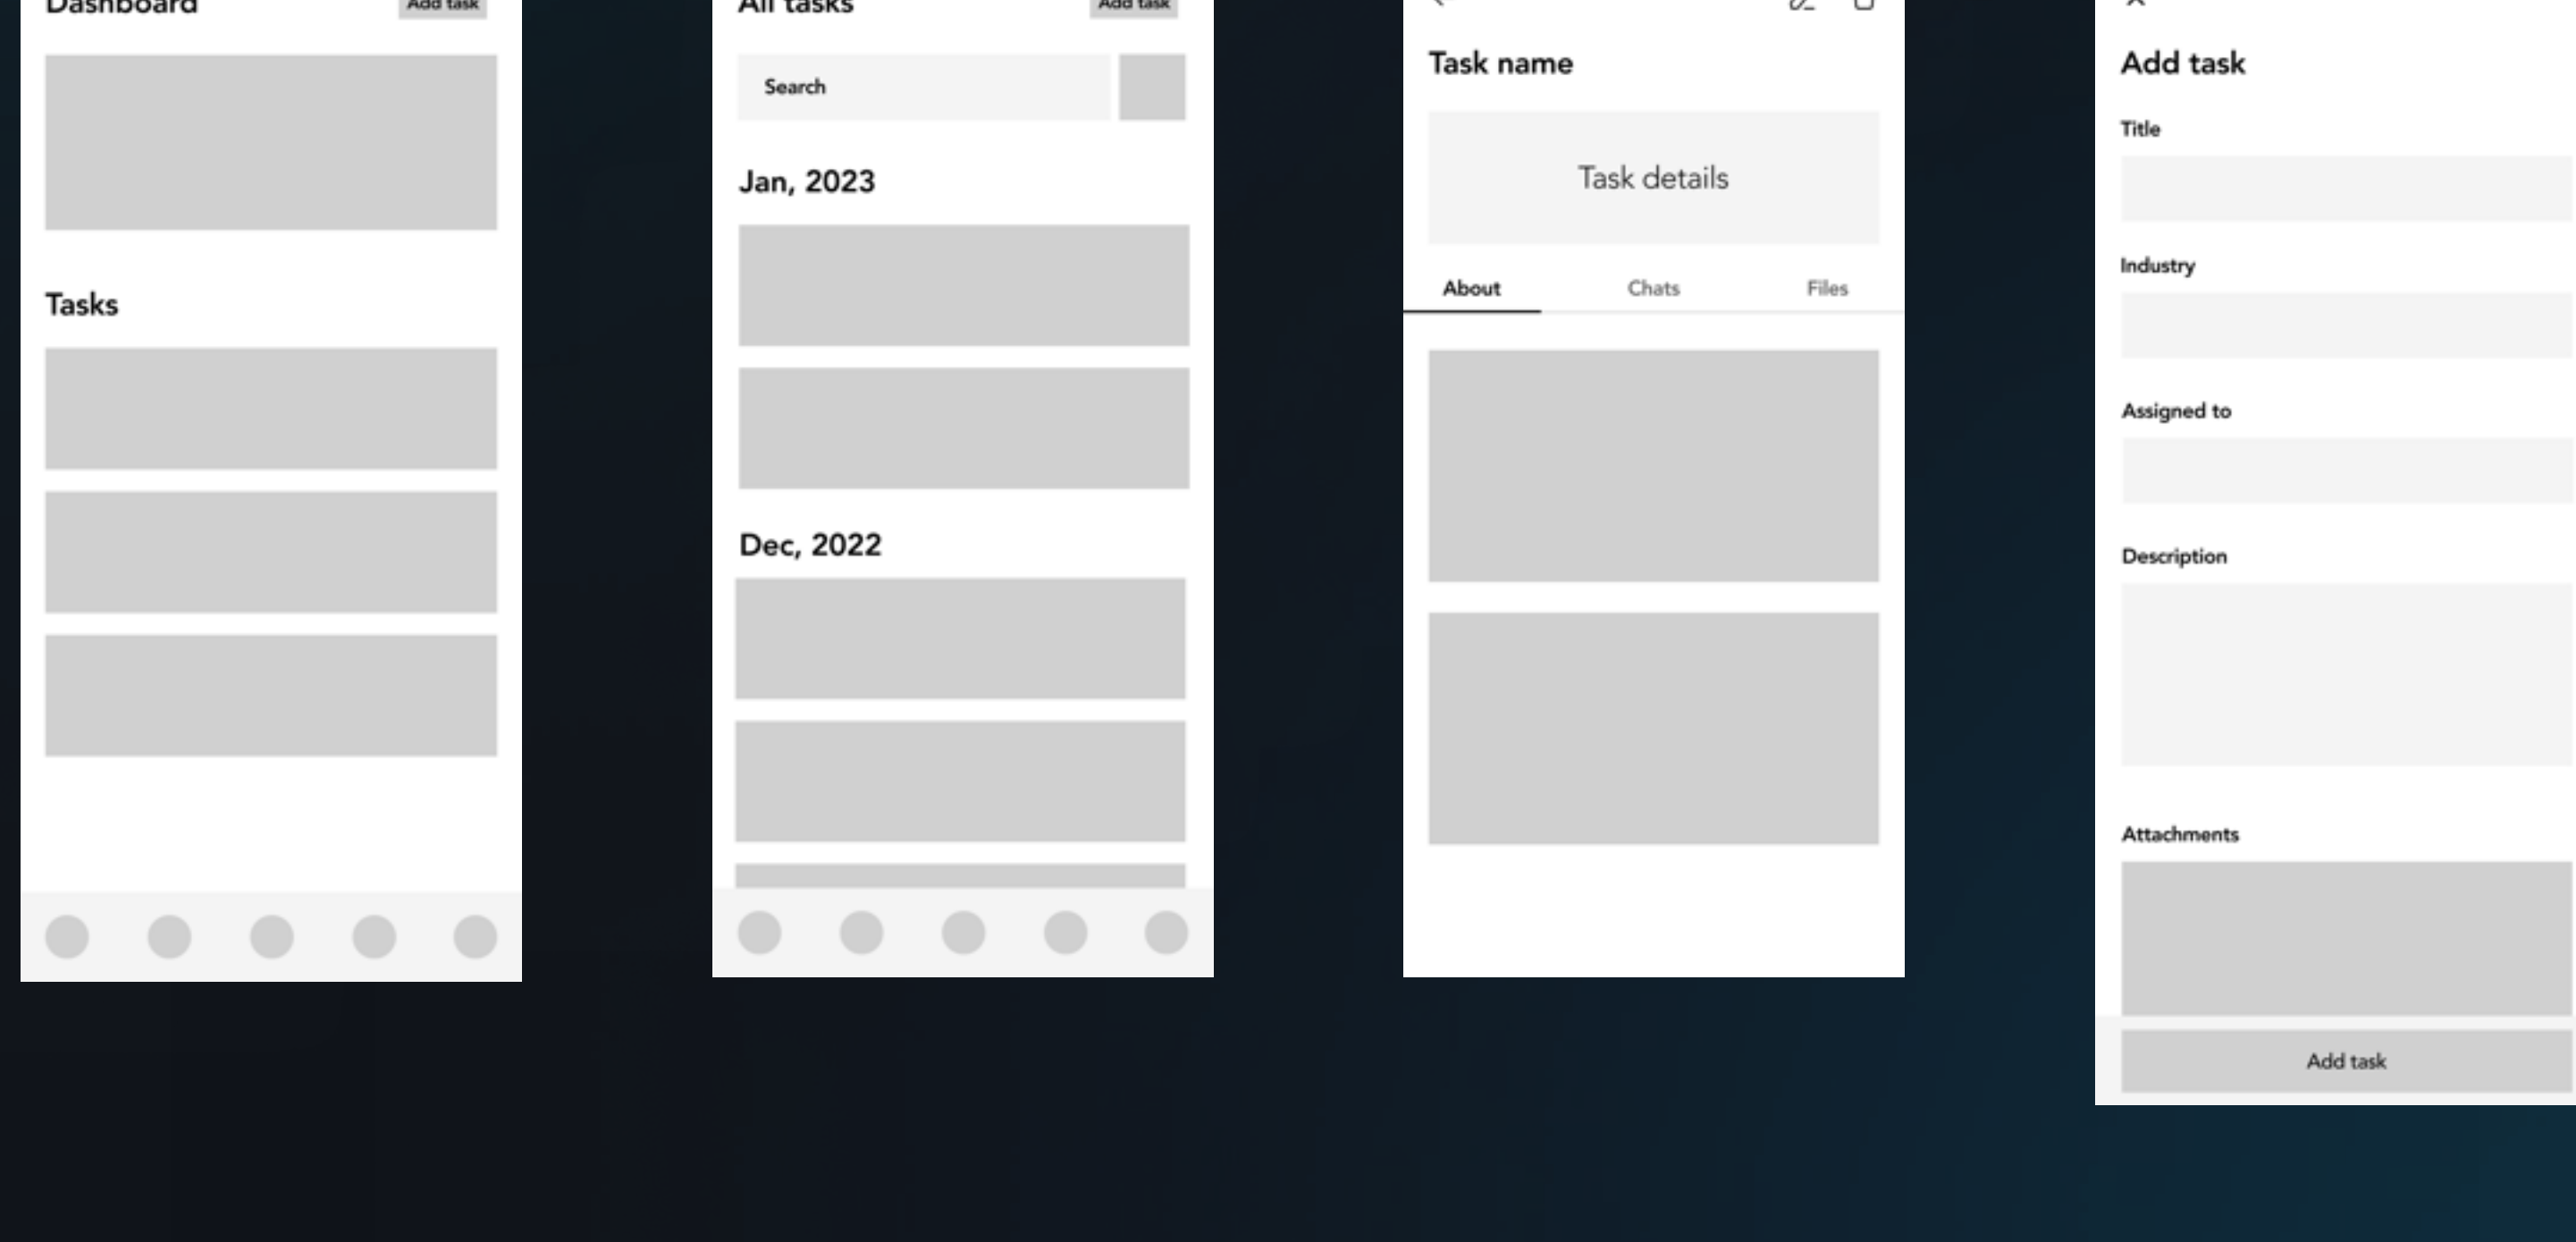 Dashboard
Add task
Tasks
All tasks
Add task
Search
Jan, 2023
Dec, 2022
Task name
Task details
About
Chats
Files
Add task
Title
Industry
Assigned to
Description
Attachments
Add task